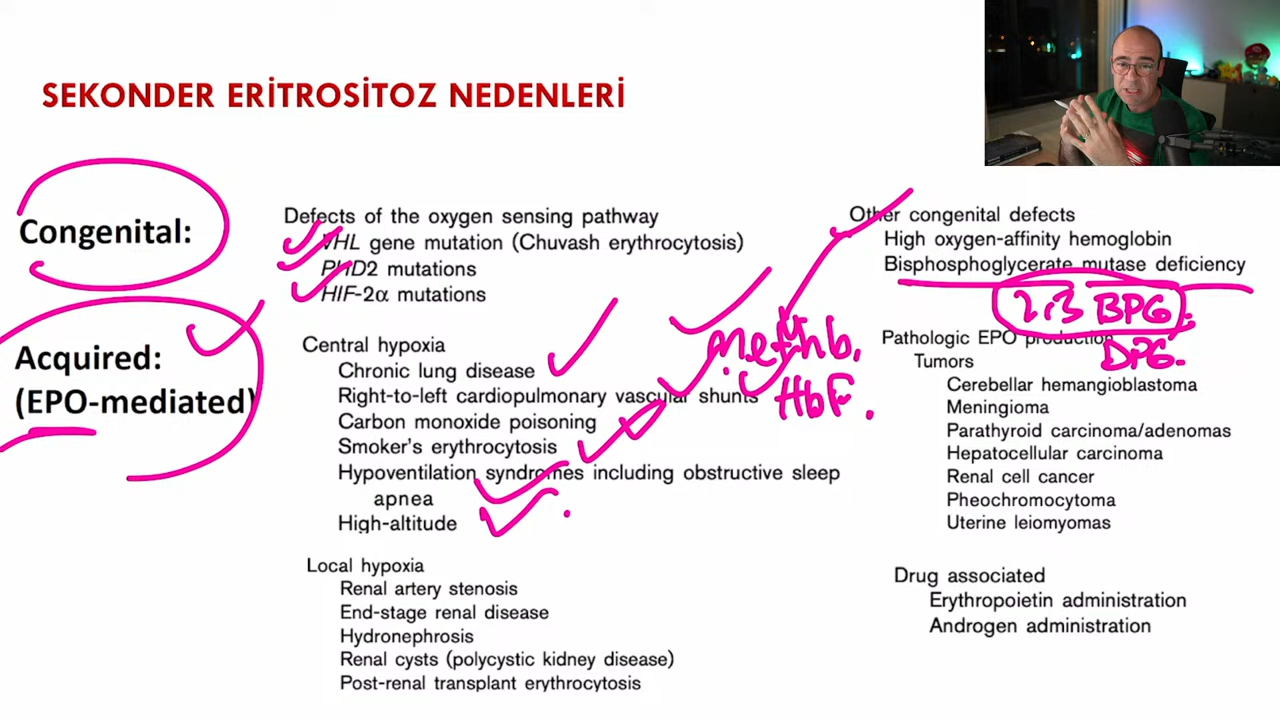 SEKONDER ERİTROSİTOZ NEDENLERİ
Congenital:
Defects of the oxygen sensing pathway
VHL gene mutation (Chuvash erythrocytosis)
PHD2 mutations
HIF-2α mutations
Other congenital defects
High oxygen-affinity hemoglobin
Bisphosphoglycerate mutase deficiency
2,3 BPG
DPG.
Methb.
HbF.
Acquired:
(EPO-mediated)
Central hypoxia
Chronic lung disease
Right-to-left cardiopulmonary vascular shunts
Carbon monoxide poisoning
Smoker's erythrocytosis
Hypoventilation syndromes including obstructive sleep
apnea
High-altitude
Local hypoxia
Renal artery stenosis
End-stage renal disease
Hydronephrosis
Renal cysts (polycystic kidney disease)
Post-renal transplant erythrocytosis
Pathologic EPO production
Tumors
Cerebellar hemangioblastoma
Meningioma
Parathyroid carcinoma/adenomas
Hepatocellular carcinoma
Renal cell cancer
Pheochromocytoma
Uterine leiomyomas
Drug associated
Erythropoietin administration
Androgen administration